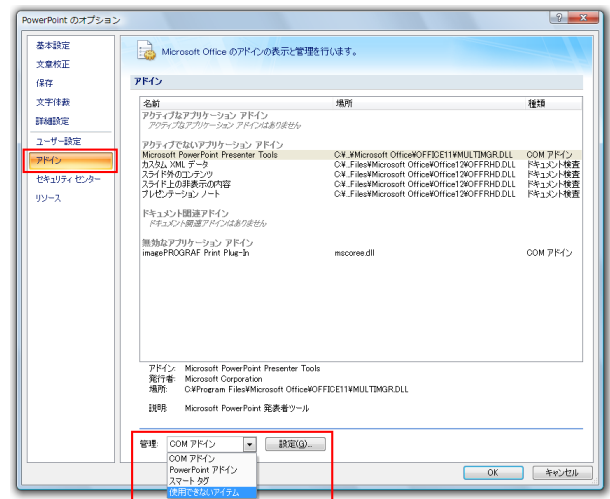 PowerPoint のオプション
基本設定
文章校正
保存
文字体裁
詳細設定
ユーザー設定
アドイン
セキュリティ センター
リソース
Microsoft Office のアドインの表示と管理を行います。
アドイン
名前 場所 種類
アクティブなアプリケーション アドイン
アクティブなアプリケーション アドインはありません
アクティブでないアプリケーション アドイン
Microsoft PowerPoint Presenter Tools C:¥...¥Microsoft Office¥OFFICE11¥MULTIMGR.DLL COM アドイン
カスタム XML データ C:¥...Files¥Microsoft Office¥Office12¥OFFRHD.DLL ドキュメント検査
スライド外のコンテンツ C:¥...Files¥Microsoft Office¥Office12¥OFFRHD.DLL ドキュメント検査
スライド上の非表示の内容 C:¥...Files¥Microsoft Office¥Office12¥OFFRHD.DLL ドキュメント検査
プレゼンテーション ノート C:¥...Files¥Microsoft Office¥Office12¥OFFRHD.DLL ドキュメント検査
ドキュメント関連アドイン
ドキュメント関連アドインはありません
無効なアプリケーション アドイン
imagePROGRAF Print Plug-In mscoree.dll COM アドイン
アドイン: Microsoft PowerPoint Presenter Tools
発行者: Microsoft Corporation
場所: C:¥Program Files¥Microsoft Office¥OFFICE11¥MULTIMGR.DLL
説明: Microsoft PowerPoint 発表者ツール
管理: COM アドイン 設定(G)...
COM アドイン
PowerPoint アドイン
スマート タグ
使用できないアイテム
OK キャンセル